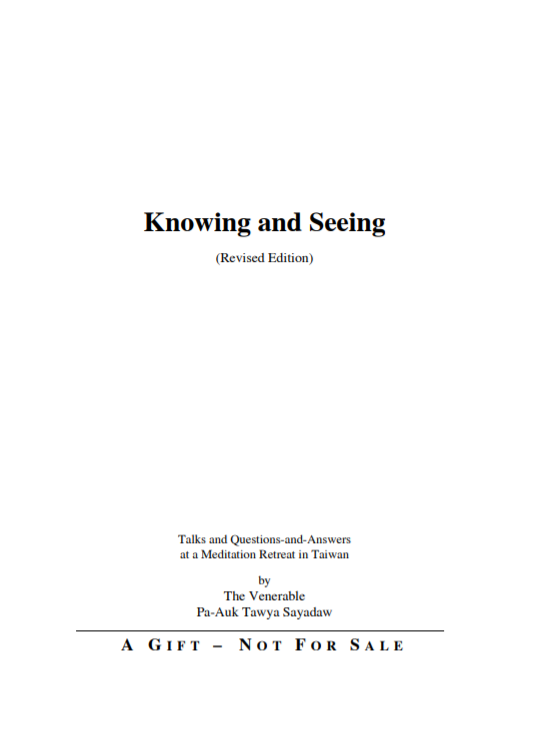 Knowing and Seeing
(Revised Edition)
Talks and Questions-and-Answers
at a Meditation Retreat in Taiwan
by
The Venerable
Pa-Auk Tawya Sayadaw
A GIFT – NOT FOR SALE